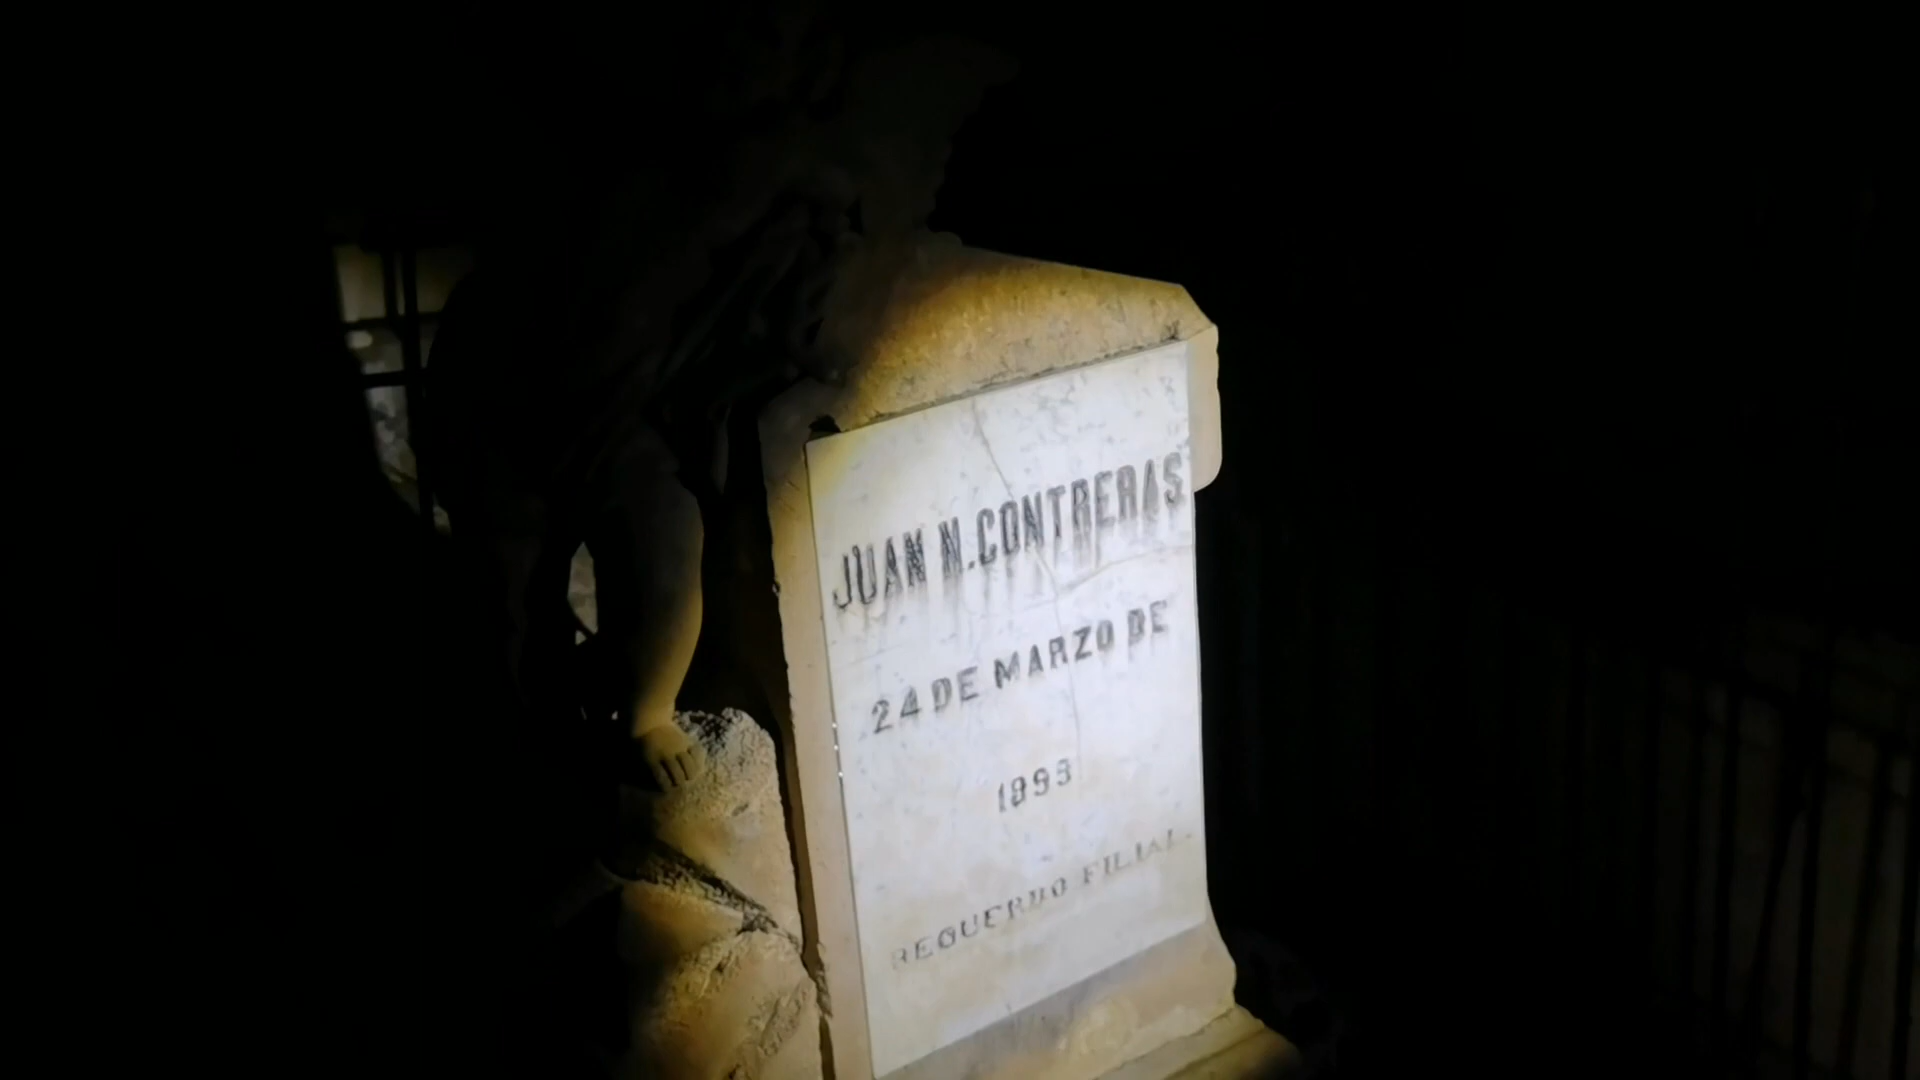 JUAN N. CONTRERAS
24 DE MARZO DE
1893
RECUERDO FILIAL.